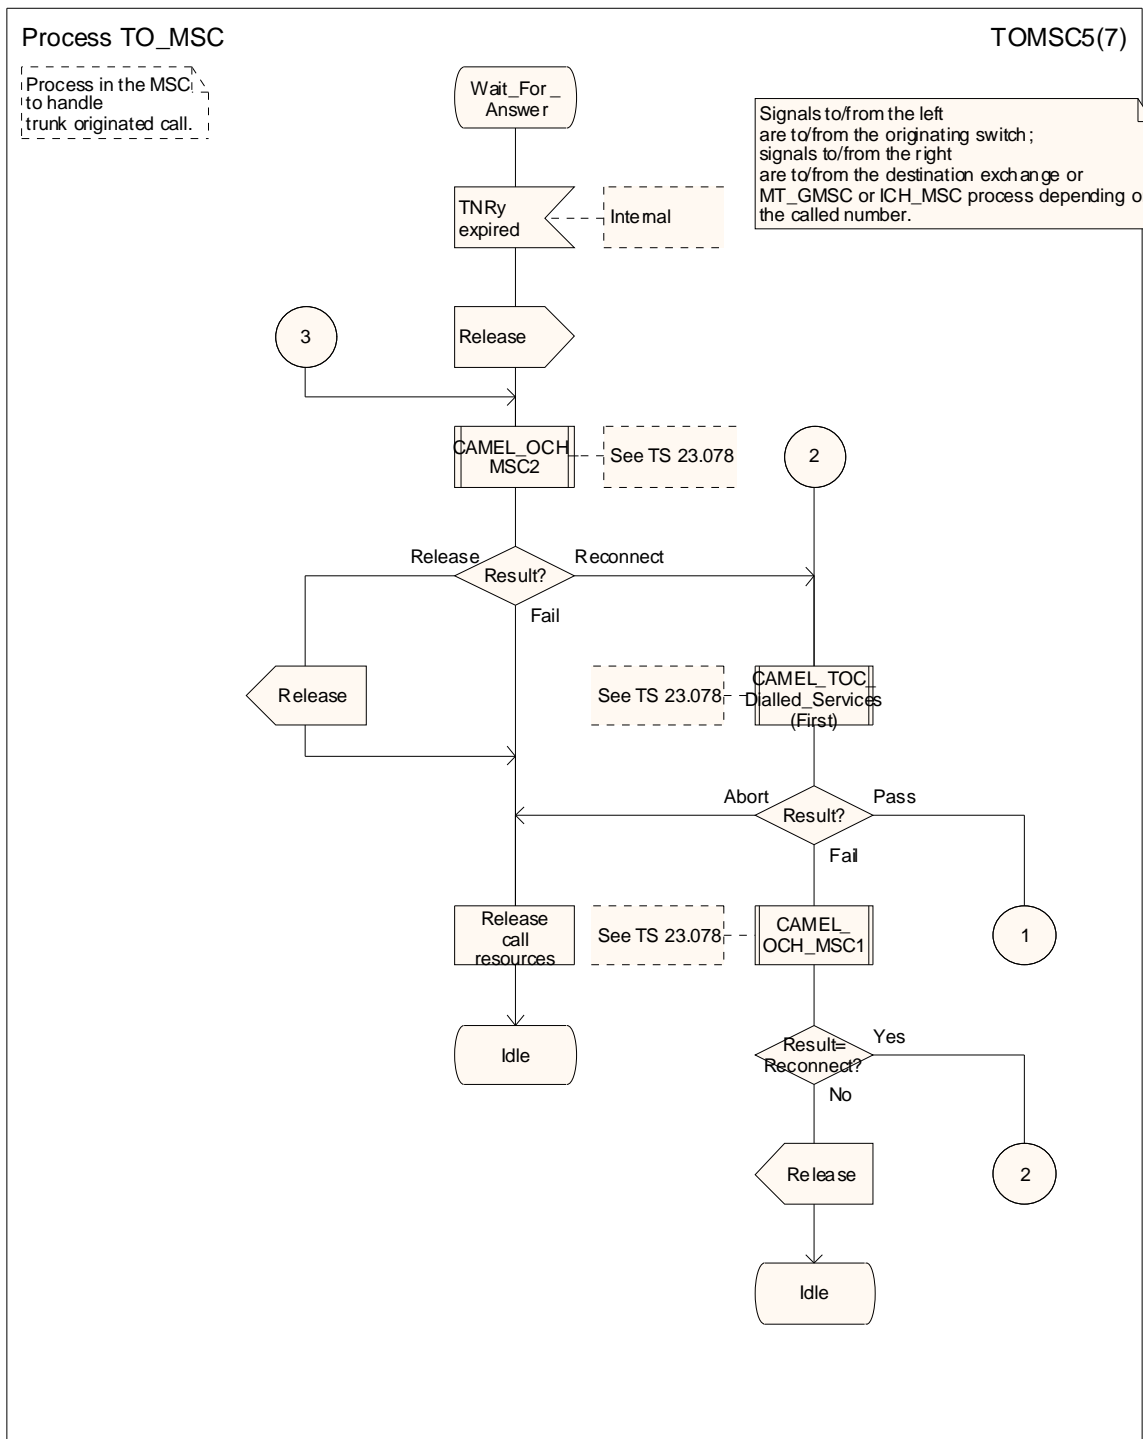 Process TO_MSC
TOMSC5(7)
Process in the MSC
to handle
trunk originated call.
Wait_For_
Answer
Signals to/from the left
are to/from the originating switch;
signals to/from the right
are to/from the destination exchange or
MT_GMSC or ICH_MSC process depending o
the called number.
TNRy
expired
Internal
3
Release
CAMEL_OCH_
MSC2
See TS 23.078
2
Release
Result?
Reconnect
Fail
Release
See TS 23.078
CAMEL_TOC_
Dialled_Services
(First)
Abort
Result?
Pass
Fail
Release
call
resources
See TS 23.078
CAMEL_
OCH_MSC1
1
Idle
Result=
Reconnect?
Yes
No
Release
2
Idle